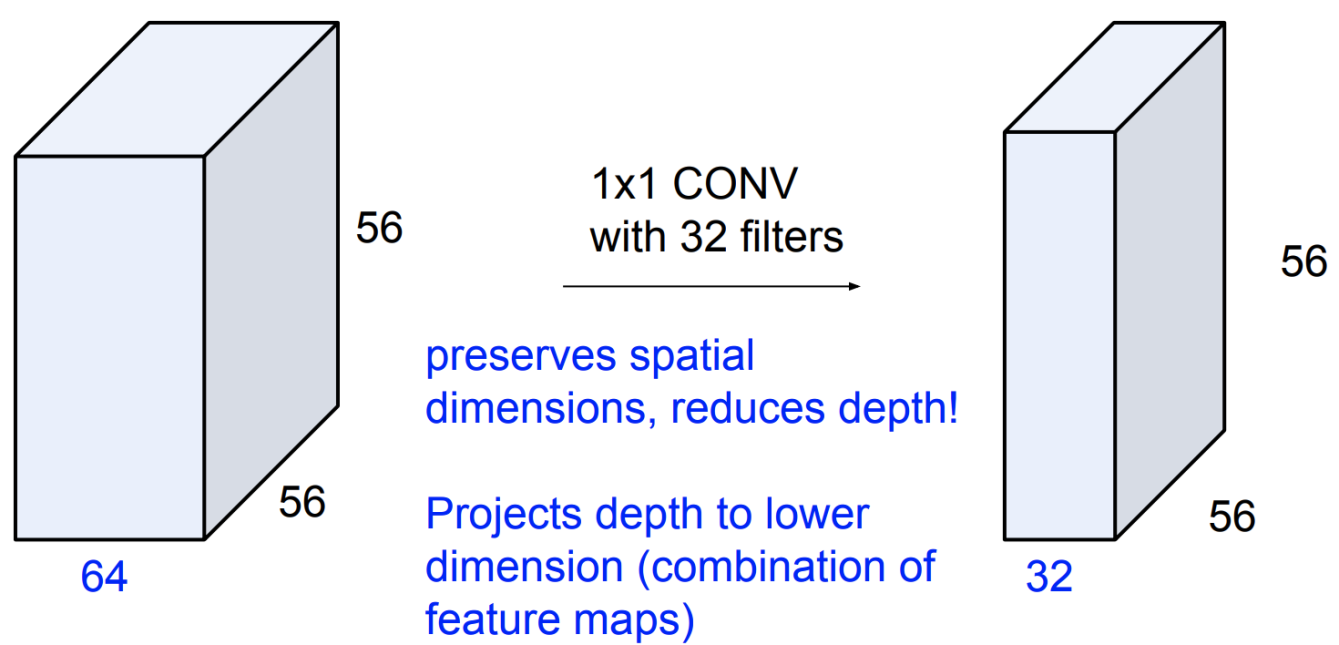 56
56
64
1x1 CONV
with 32 filters
preserves spatial
dimensions, reduces depth!
Projects depth to lower
dimension (combination of
feature maps)
56
56
32